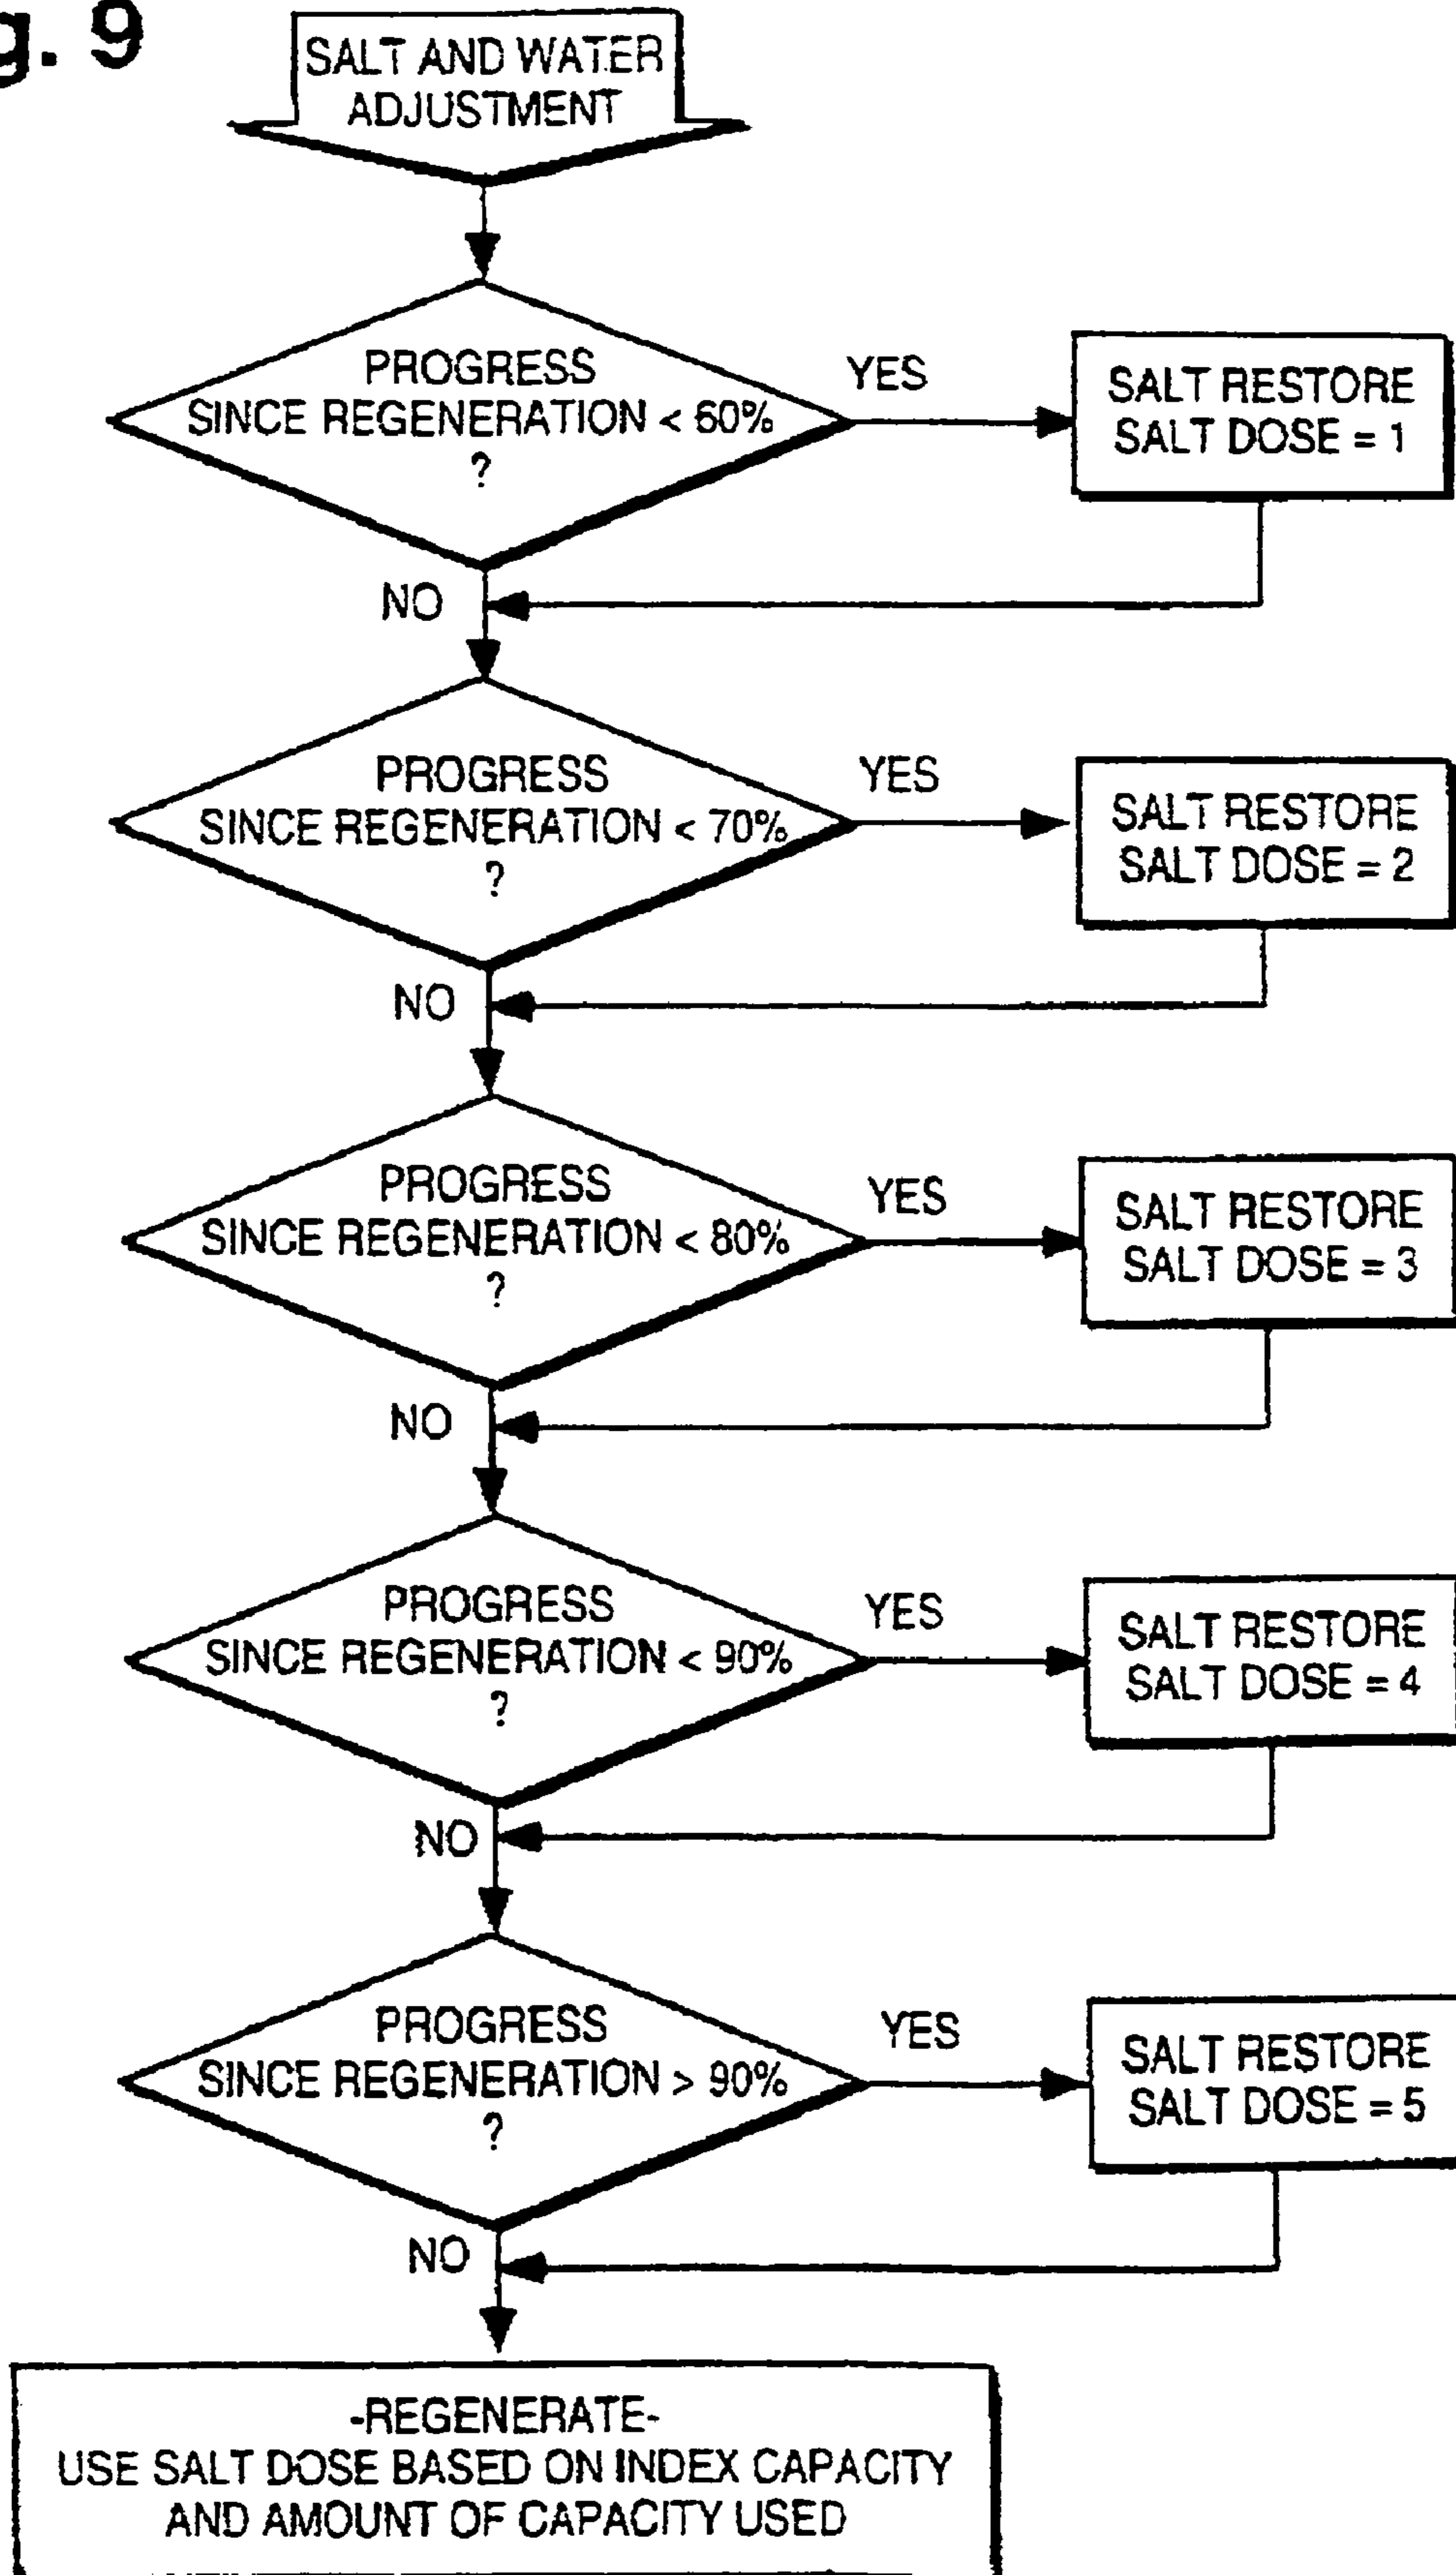 g. 9
SALT AND WATER
ADJUSTMENT
PROGRESS
SINCE REGENERATION < 60%
?
YES
SALT RESTORE
SALT DOSE = 1
NO
PROGRESS
SINCE REGENERATION < 70%
?
YES
SALT RESTORE
SALT DOSE = 2
NO
PROGRESS
SINCE REGENERATION < 80%
?
YES
SALT RESTORE
SALT DOSE = 3
NO
PROGRESS
SINCE REGENERATION < 90%
?
YES
SALT RESTORE
SALT DOSE = 4
NO
PROGRESS
SINCE REGENERATION > 90%
?
YES
SALT RESTORE
SALT DOSE = 5
NO
-REGENERATE-
USE SALT DOSE BASED ON INDEX CAPACITY
AND AMOUNT OF CAPACITY USED